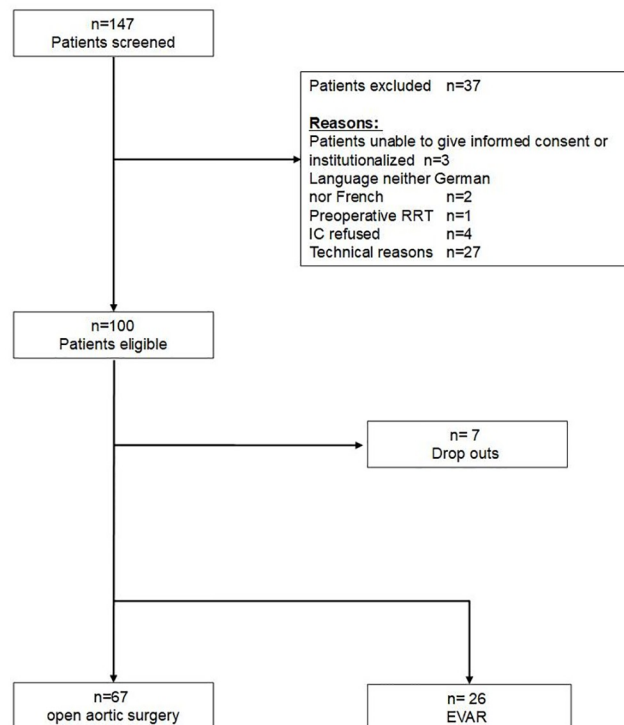 n=147
Patients screened
Patients excluded n=37
Reasons:
Patients unable to give informed consent or
institutionalized n=3
Language neither German
nor French n=2
Preoperative RRT n=1
IC refused n=4
Technical reasons n=27
n=100
Patients eligible
n= 7
Drop outs
n=67
open aortic surgery
n= 26
EVAR